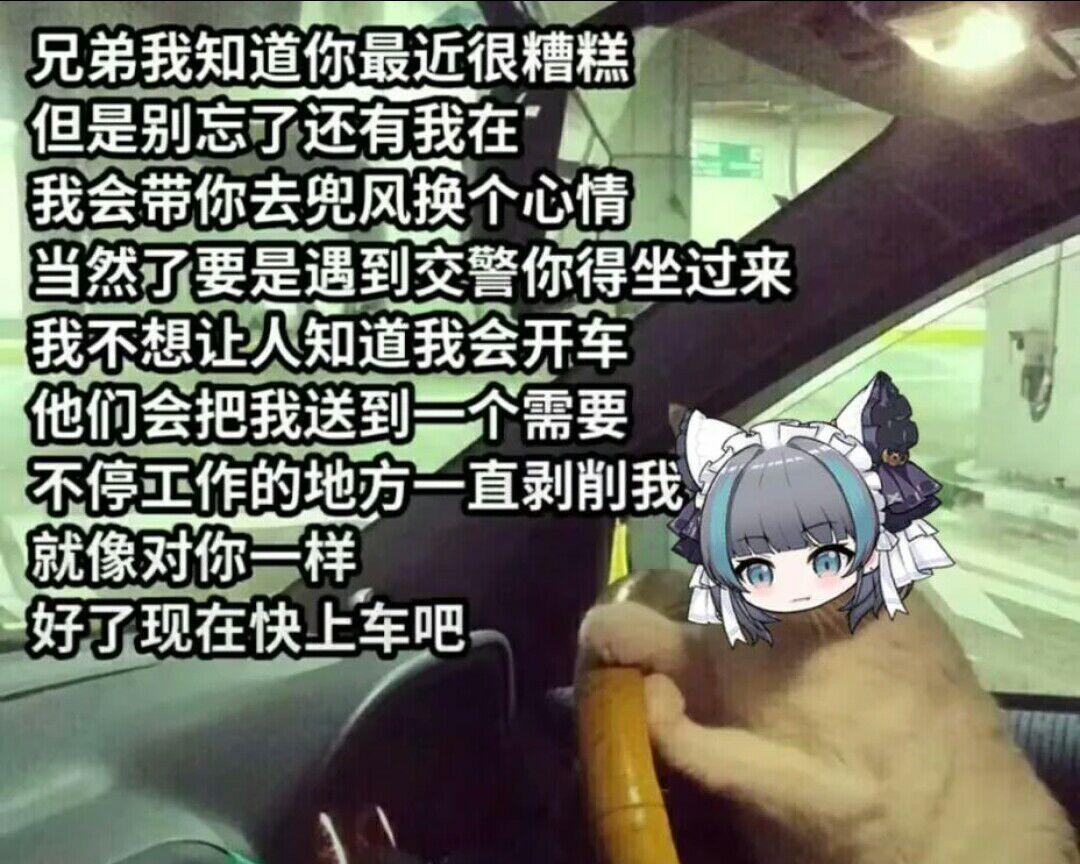 兄弟我知道你最近很糟糕
但是别忘了还有我在
我会带你去兜风换个心情
当然了要是遇到交警你得坐过来
我不想让人知道我会开车
他们会把我送到一个需要
不停工作的地方一直剥削我
就像对你一样
好了现在快上车吧